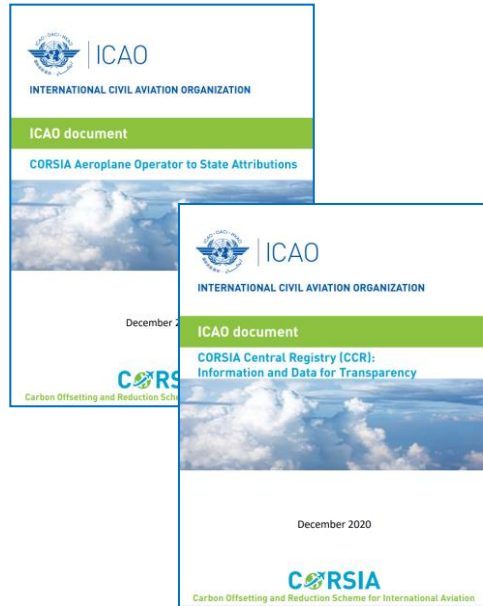 ICAO
INTERNATIONAL CIVIL AVIATION ORGANIZATION
ICAO document
CORSIA Aeroplane Operator to State Attributions
December 2
CORS
Carbon Offsetting and Reduction Sche
ICAO
INTERNATIONAL CIVIL AVIATION ORGANIZATION
ICAO document
CORSIA Central Registry (CCR):
Information and Data for Transparency
December 2020
CORSIA
Carbon Offsetting and Reduction Scheme for International Aviation